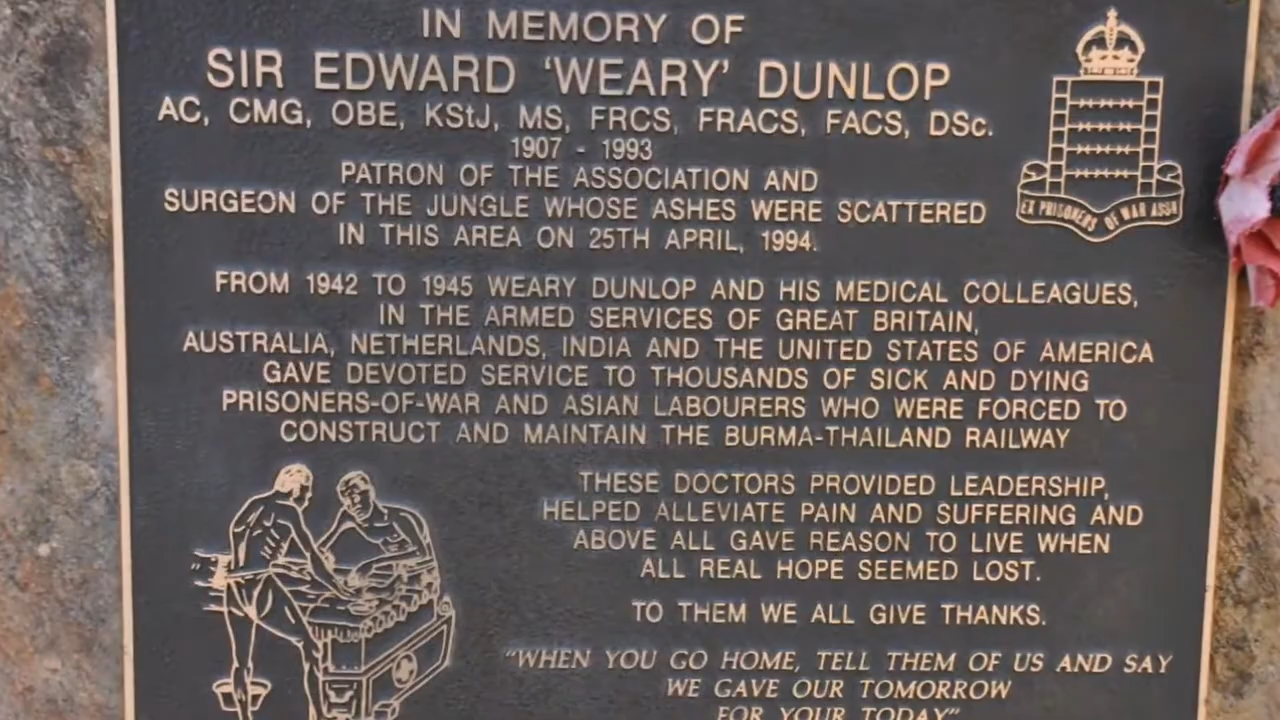 IN MEMORY OF
SIR EDWARD 'WEARY' DUNLOP
AC, CMG, OBE, KStJ, MS, FRCS, FRACS, FACS, DSc.
1907 - 1993
PATRON OF THE ASSOCIATION AND
SURGEON OF THE JUNGLE WHOSE ASHES WERE SCATTERED
IN THIS AREA ON 25TH APRIL, 1994.
EX PRISONERS OF WAR ASSN
FROM 1942 TO 1945 WEARY DUNLOP AND HIS MEDICAL COLLEAGUES,
IN THE ARMED SERVICES OF GREAT BRITAIN,
AUSTRALIA, NETHERLANDS, INDIA AND THE UNITED STATES OF AMERICA
GAVE DEVOTED SERVICE TO THOUSANDS OF SICK AND DYING
PRISONERS-OF-WAR AND ASIAN LABOURERS WHO WERE FORCED TO
CONSTRUCT AND MAINTAIN THE BURMA-THAILAND RAILWAY
THESE DOCTORS PROVIDED LEADERSHIP,
HELPED ALLEVIATE PAIN AND SUFFERING AND
ABOVE ALL GAVE REASON TO LIVE WHEN
ALL REAL HOPE SEEMED LOST.
TO THEM WE ALL GIVE THANKS.
"WHEN YOU GO HOME, TELL THEM OF US AND SAY
WE GAVE OUR TOMORROW
FOR YOUR TODAY"